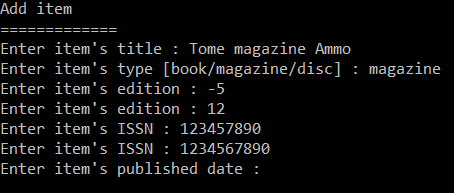 Add item
=============
Enter item's title : Tome magazine Ammo
Enter item's type [book/magazine/disc] : magazine
Enter item's edition : -5
Enter item's edition : 12
Enter item's ISSN : 123457890
Enter item's ISSN : 1234567890
Enter item's published date :